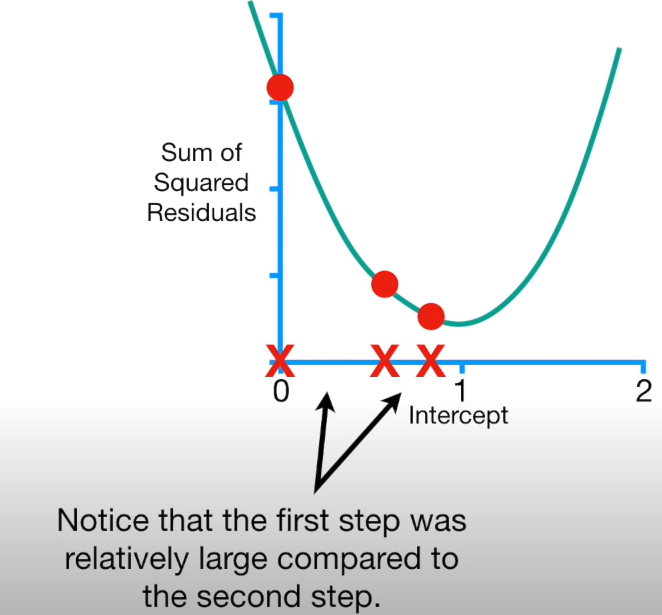 Sum of
Squared
Residuals
X X X
0 1 2
Intercept
Notice that the first step was
relatively large compared to
the second step.